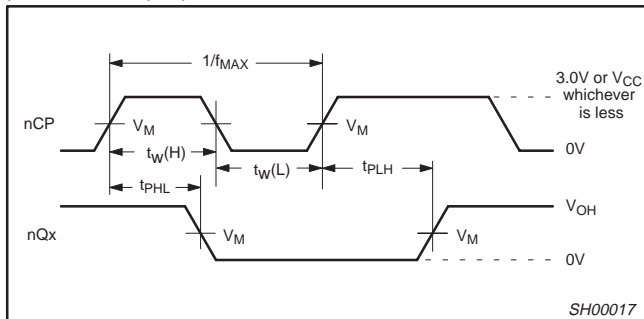 1/fMAX
3.0V or VCC
whichever
is less
nCP
VM
VM
0V
tW(H)
tW(L)
tPLH
tPHL
VOH
nQx
VM
VM
0V
SH00017